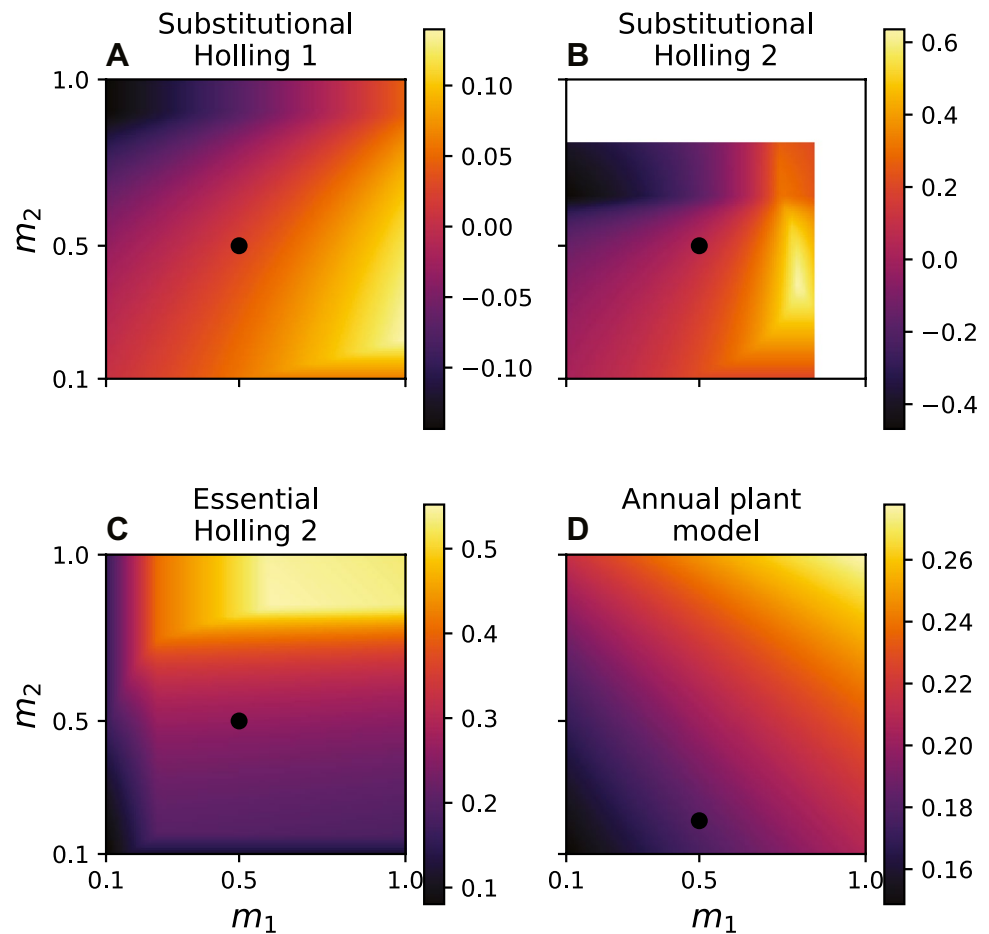 A
Substitutional
Holling 1
1.0
0.5
0.1
m2
0.10
0.05
0.00
−0.05
−0.10
B
Substitutional
Holling 2
0.6
0.4
0.2
0.0
−0.2
−0.4
C
Essential
Holling 2
1.0
0.5
0.1
m2
0.1
0.5
1.0
m1
0.5
0.4
0.3
0.2
0.1
D
Annual plant
model
0.1
0.5
1.0
m1
0.26
0.24
0.22
0.20
0.18
0.16